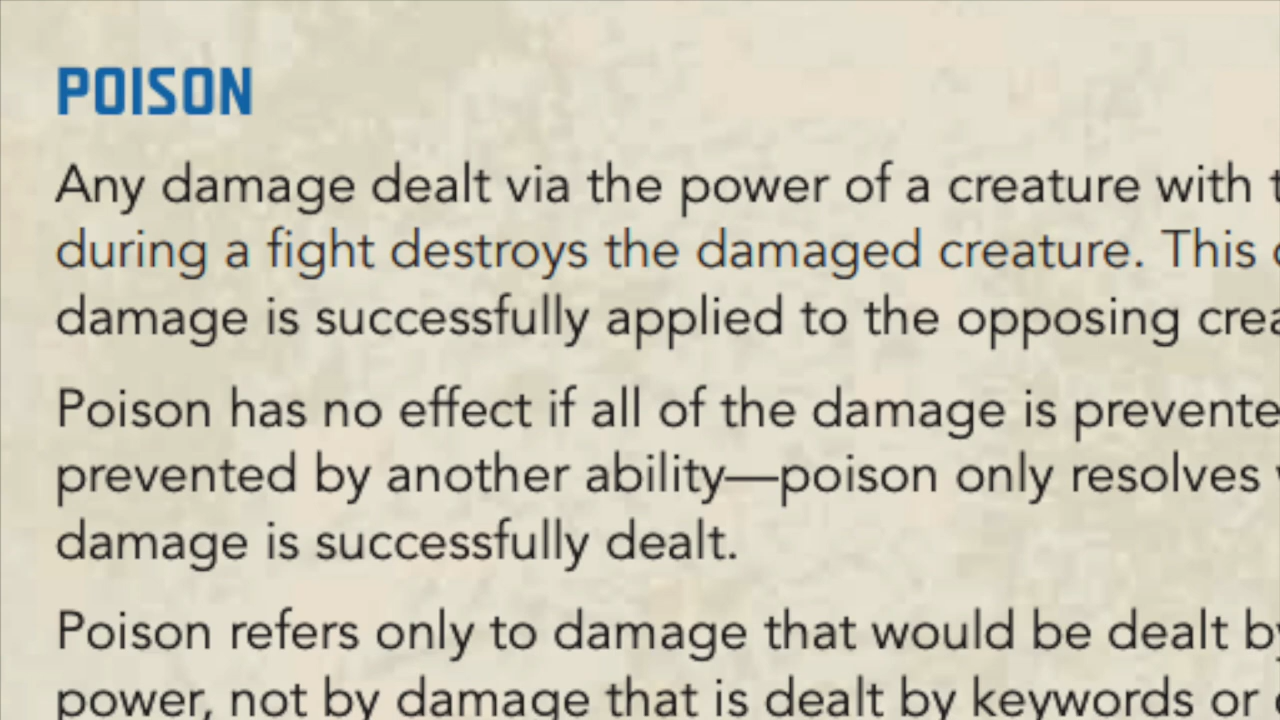 POISON
Any damage dealt via the power of a creature with
during a fight destroys the damaged creature. This
damage is successfully applied to the opposing
Poison has no effect if all of the damage is
prevented by another ability—poison only resolves
damage is successfully dealt.
Poison refers only to damage that would be dealt
power, not by damage that is dealt by keywords or